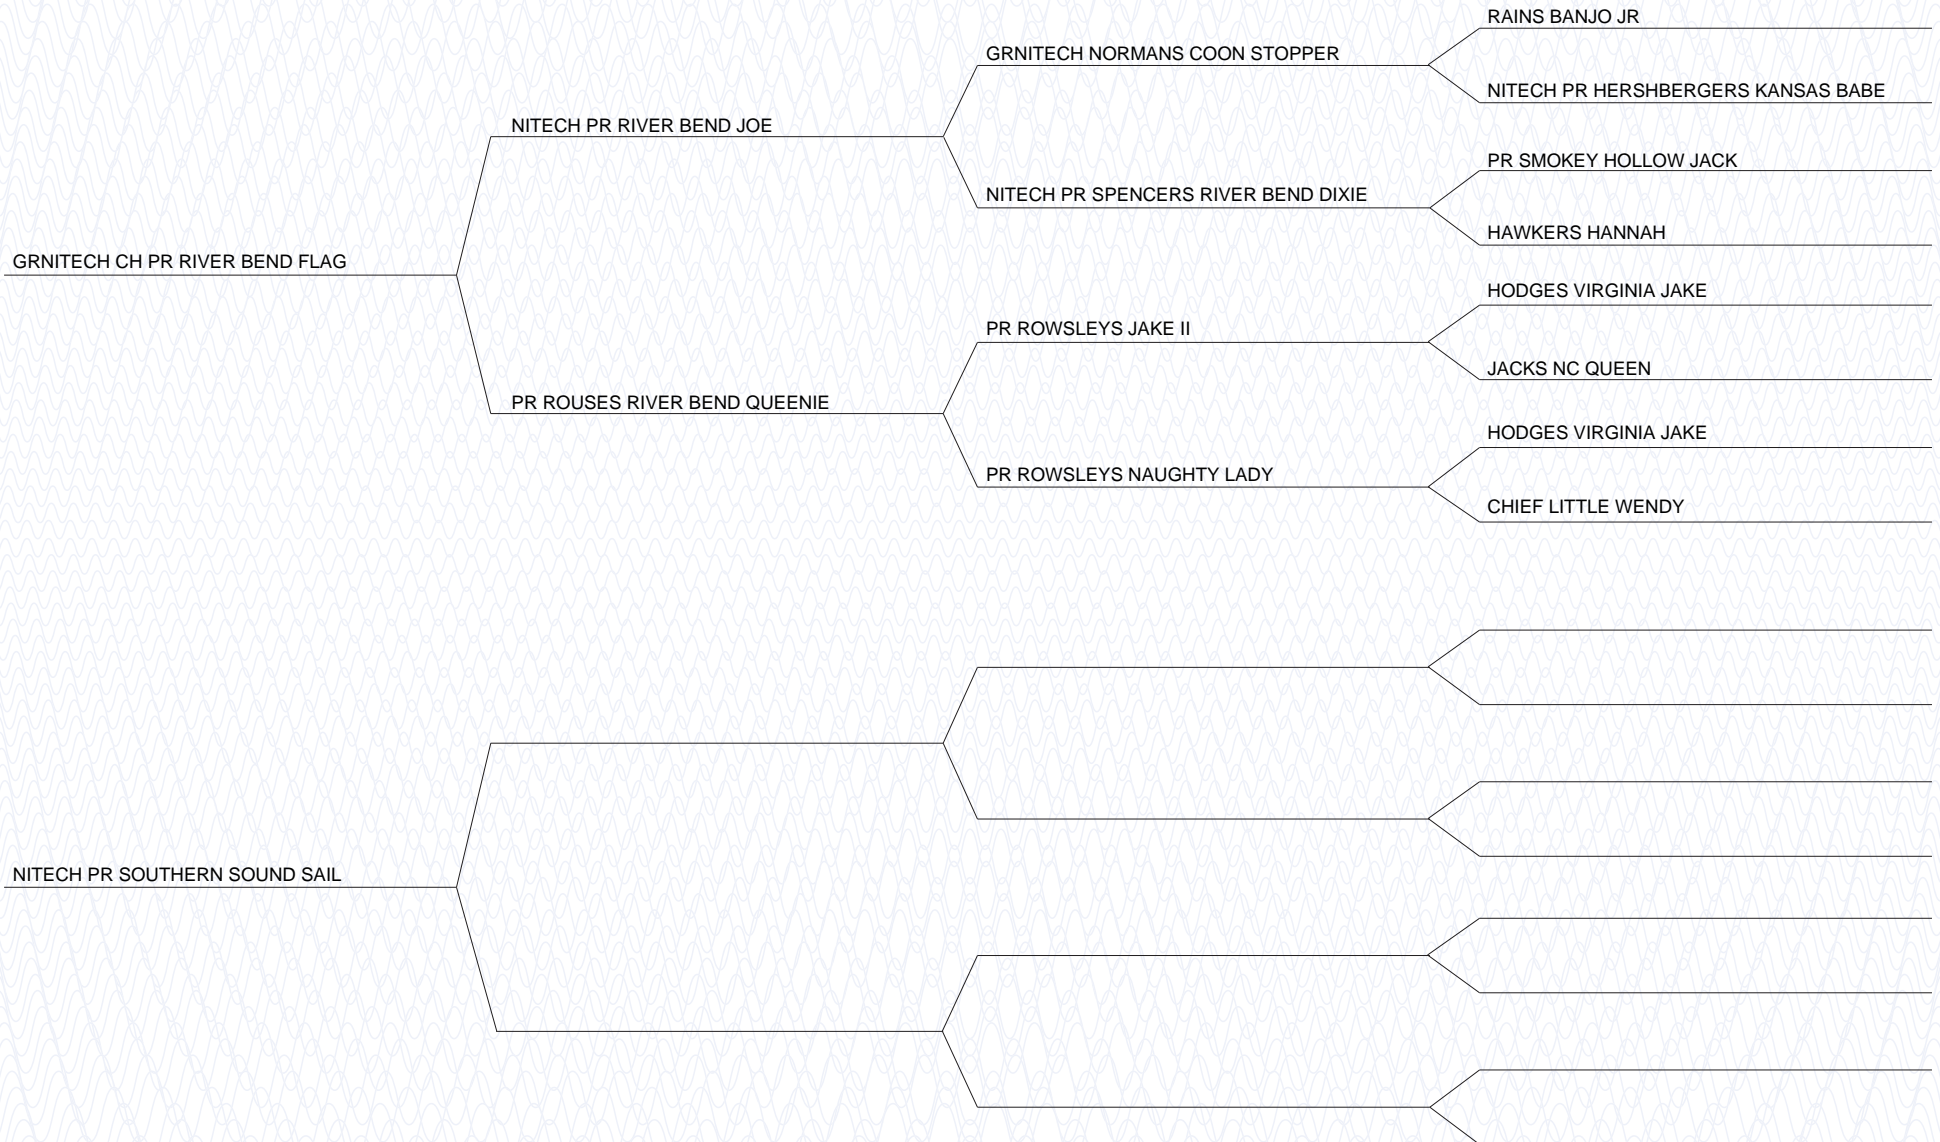 RAINS BANJO JR
GRNITECH NORMANS COON STOPPER
NITECH PR HERSHBERGERS KANSAS BABE
NITECH PR RIVER BEND JOE
PR SMOKEY HOLLOW JACK
NITECH PR SPENCERS RIVER BEND DIXIE
HAWKERS HANNAH
GRNITECH CH PR RIVER BEND FLAG
HODGES VIRGINIA JAKE
PR ROWSLEYS JAKE II
JACKS NC QUEEN
PR ROUSES RIVER BEND QUEENIE
HODGES VIRGINIA JAKE
PR ROWSLEYS NAUGHTY LADY
CHIEF LITTLE WENDY
NITECH PR SOUTHERN SOUND SAIL